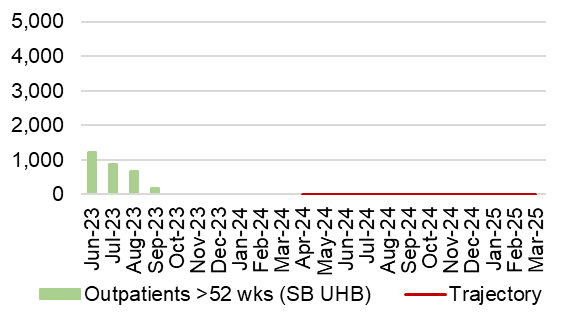 5,000
4,000
3,000
2,000
1,000
0
Jun-23
Jul-23
Aug-23
Sep-23
Oct-23
Nov-23
Dec-23
Jan-24
Feb-24
Mar-24
Apr-24
May-24
Jun-24
Jul-24
Aug-24
Sep-24
Oct-24
Nov-24
Dec-24
Jan-25
Feb-25
Mar-25
Outpatients >52 wks (SB UHB) Trajectory